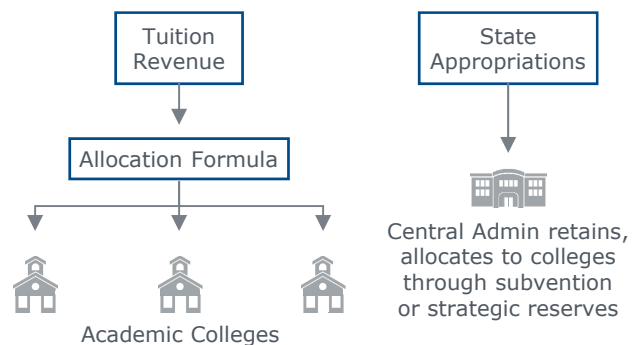 Tuition
Revenue
Allocation Formula
Academic Colleges
State
Appropriations
Central Admin retains,
allocates to colleges
through subvention
or strategic reserves